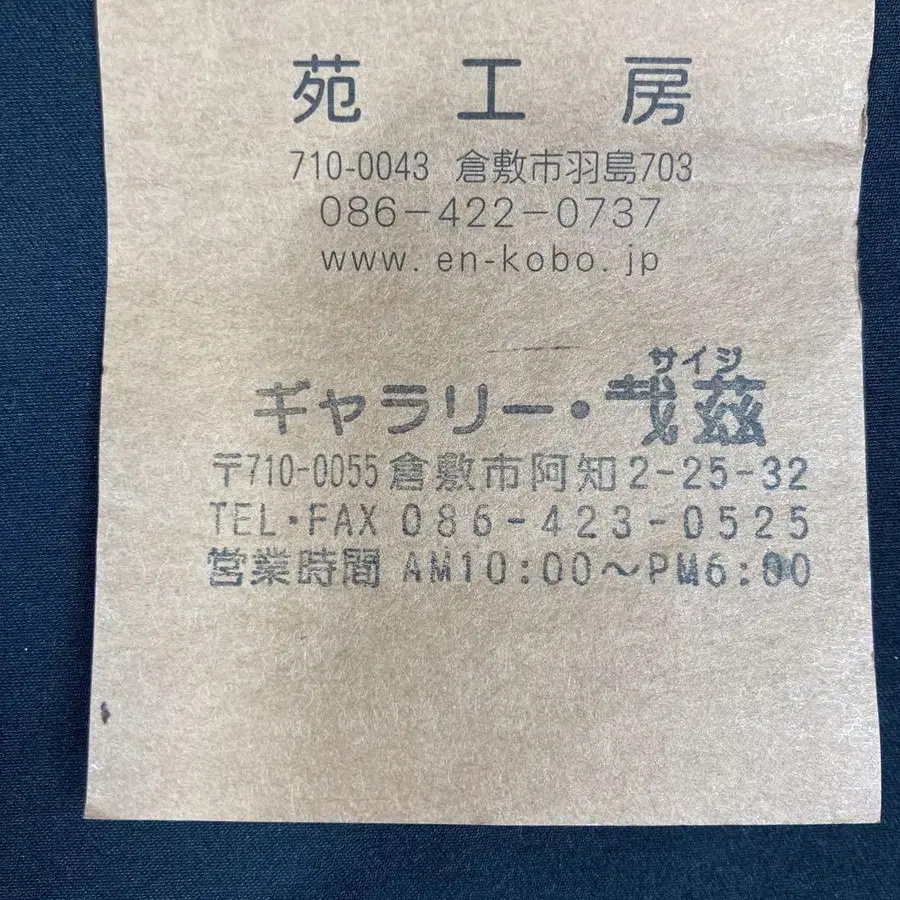 苑工房
710-0043 倉敷市羽島703
086-422-0737
www.en-kobo.jp
サイジ
ギャラリー・茲
〒710-0055 倉敷市阿知2-25-32
TEL・FAX 086-423-0525
営業時間 AM10:00〜PM6:00